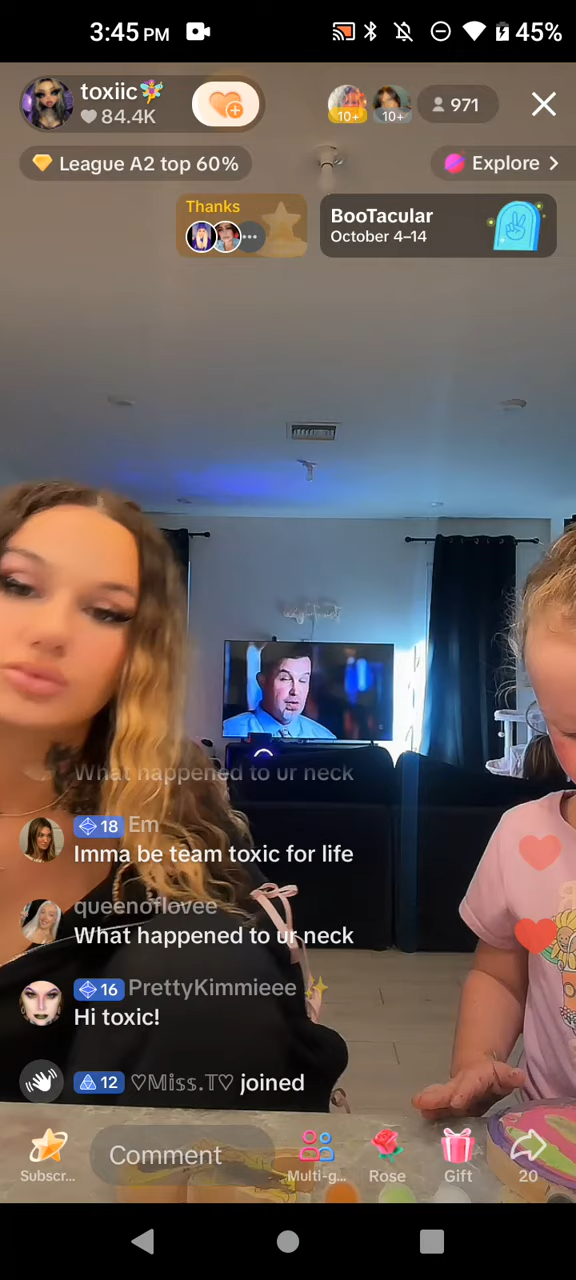 3:45 PM
45%
toxiic🧚
84.4K
10+
10+
971
League A2 top 60%
Explore >
Thanks
BooTacular
October 4–14
What happened to ur neck
18 Em
Imma be team toxic for life
queenoflovee
What happened to ur neck
16 PrettyKimmieee ✨
Hi toxic!
12 ♡𝕄𝕚𝕤𝕤.𝕋♡ joined
Comment
Subscr...
Multi-g...
Rose
Gift
20